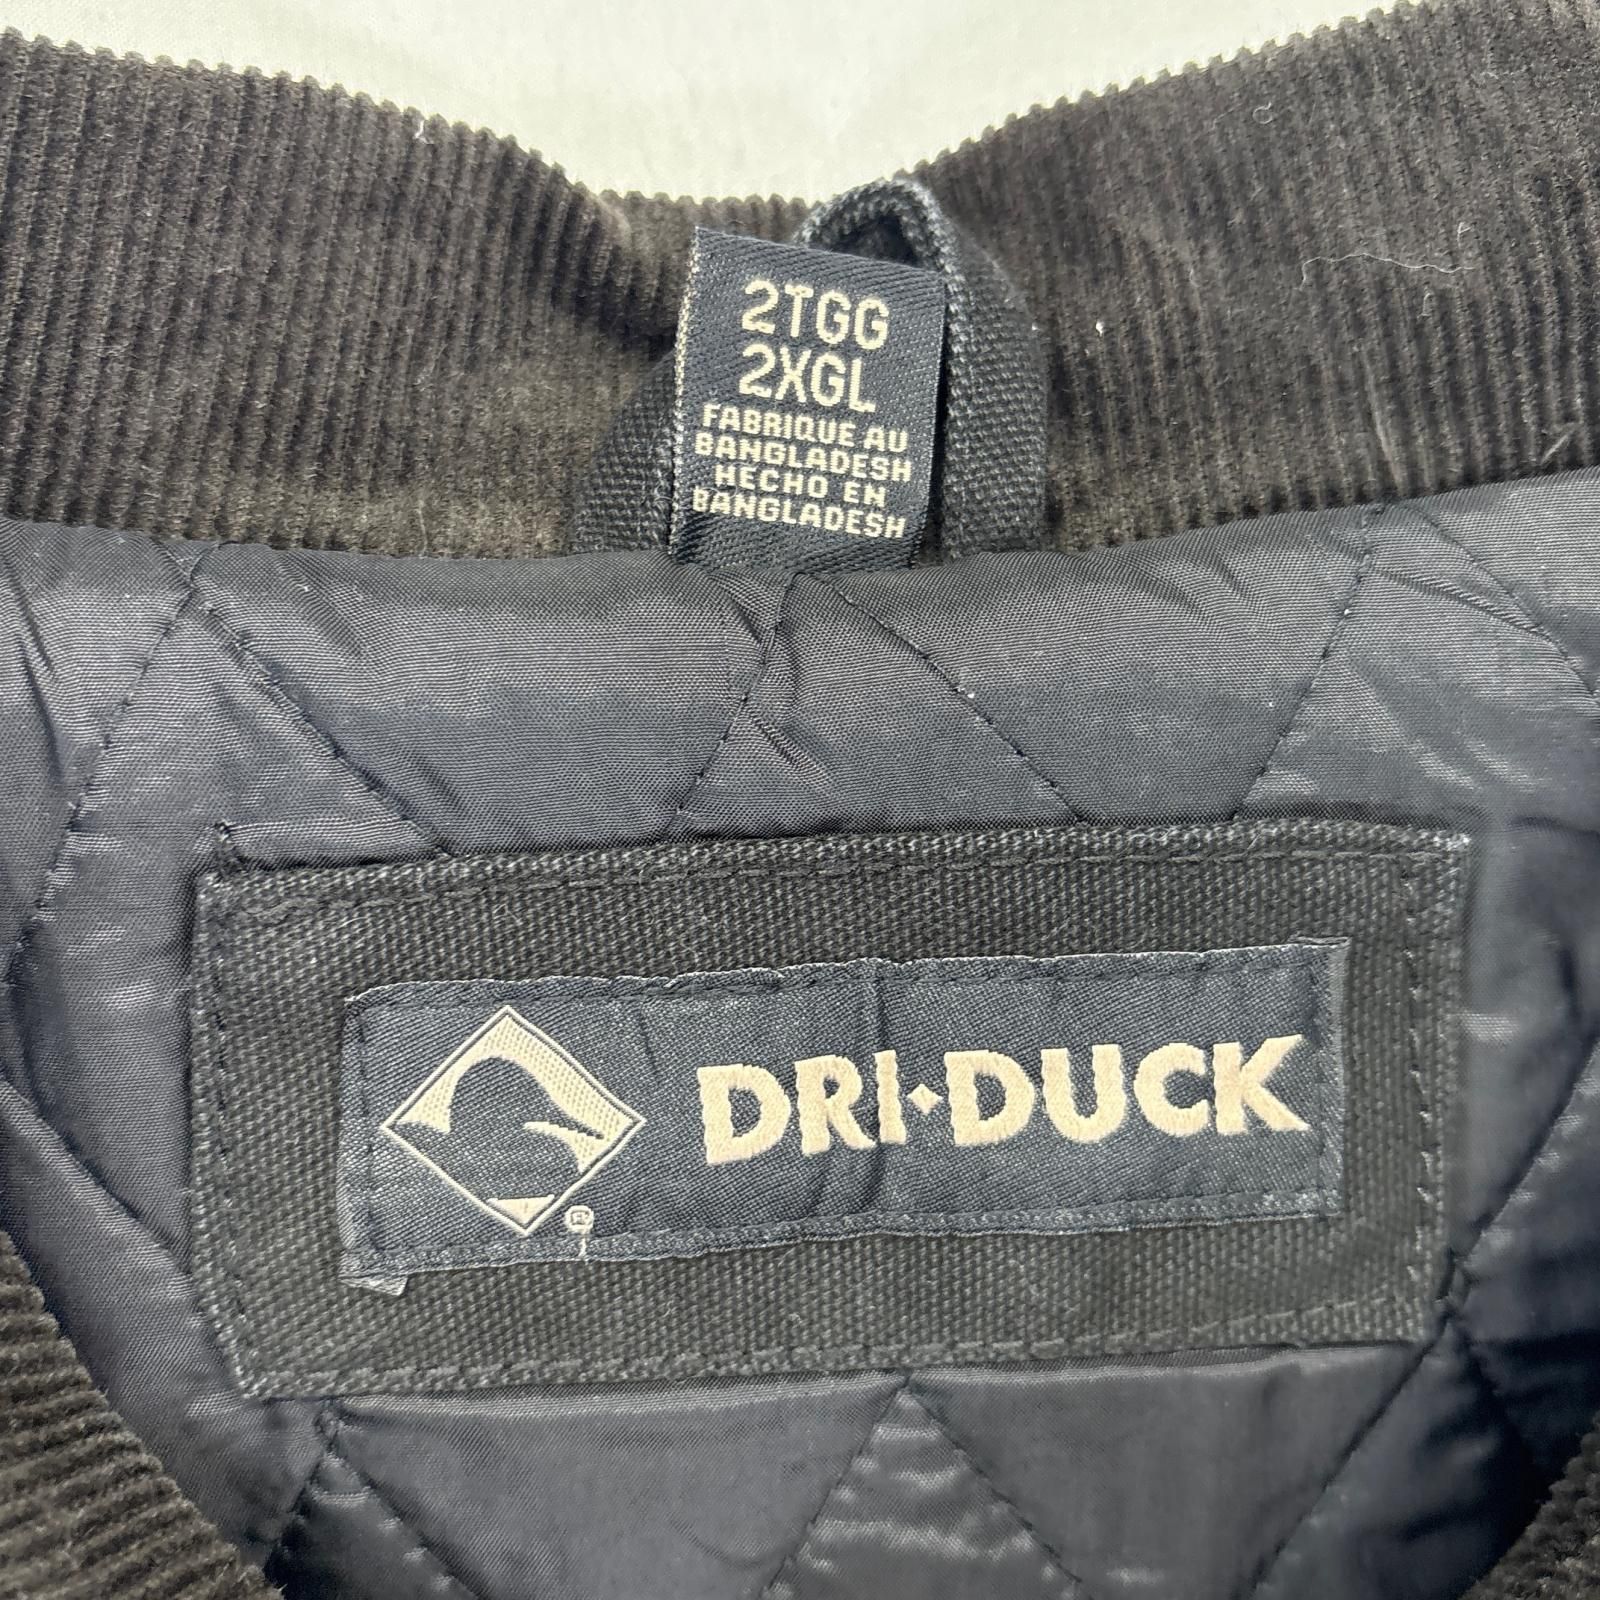 2TGG
2XGL
FABRIQUE AU
BANGLADESH
HECHO EN
BANGLADESH
DRI•DUCK
®